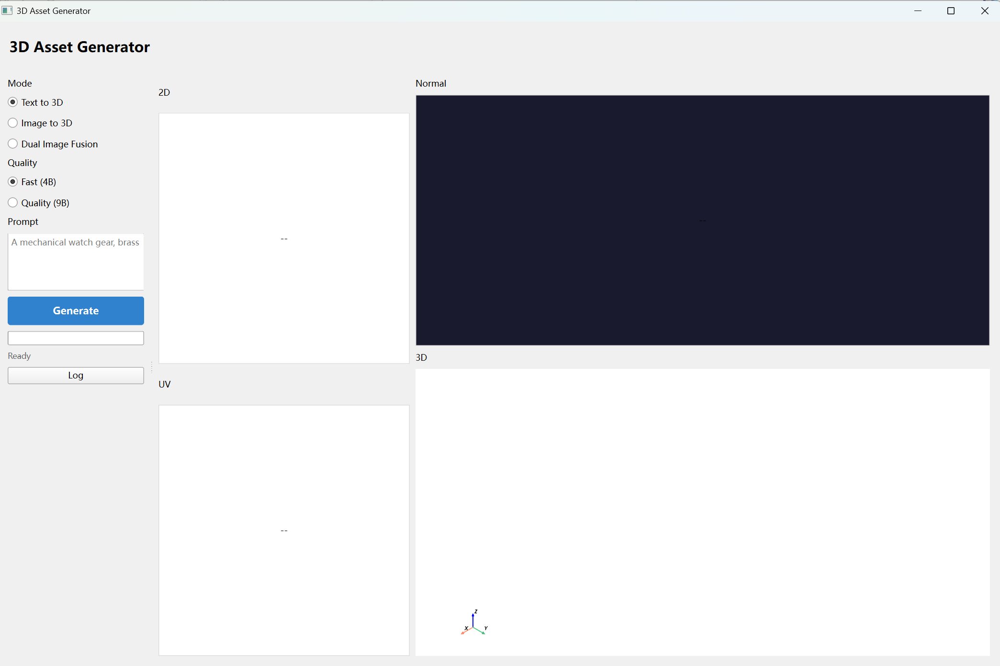 3D Asset Generator
3D Asset Generator
Mode
Text to 3D
Image to 3D
Dual Image Fusion
Quality
Fast (4B)
Quality (9B)
Prompt
A mechanical watch gear, brass
Generate
Ready
Log
2D
--
UV
--
Normal
--
3D
Z
X
Y